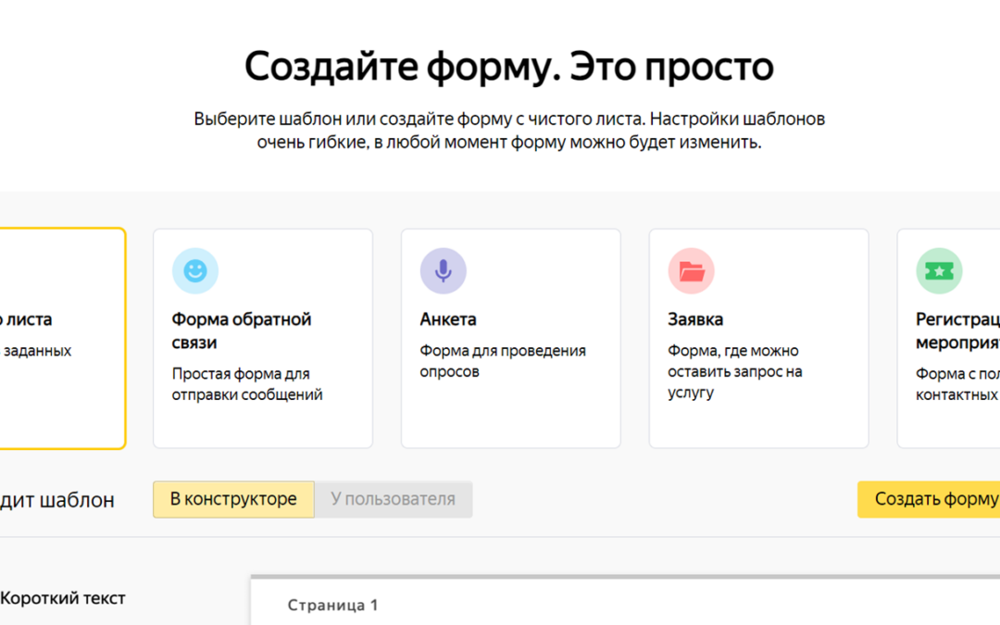 Создайте форму. Это просто
Выберите шаблон или создайте форму с чистого листа. Настройки шаблонов
очень гибкие, в любой момент форму можно будет изменить.
листа
заданных
Форма обратной
связи
Простая форма для
отправки сообщений
Анкета
Форма для проведения
опросов
Заявка
Форма, где можно
оставить запрос на
услугу
Регистрац
мероприя
Форма с пол
контактных
дит шаблон
В конструкторе
У пользователя
Создать форму
Короткий текст
Страница 1